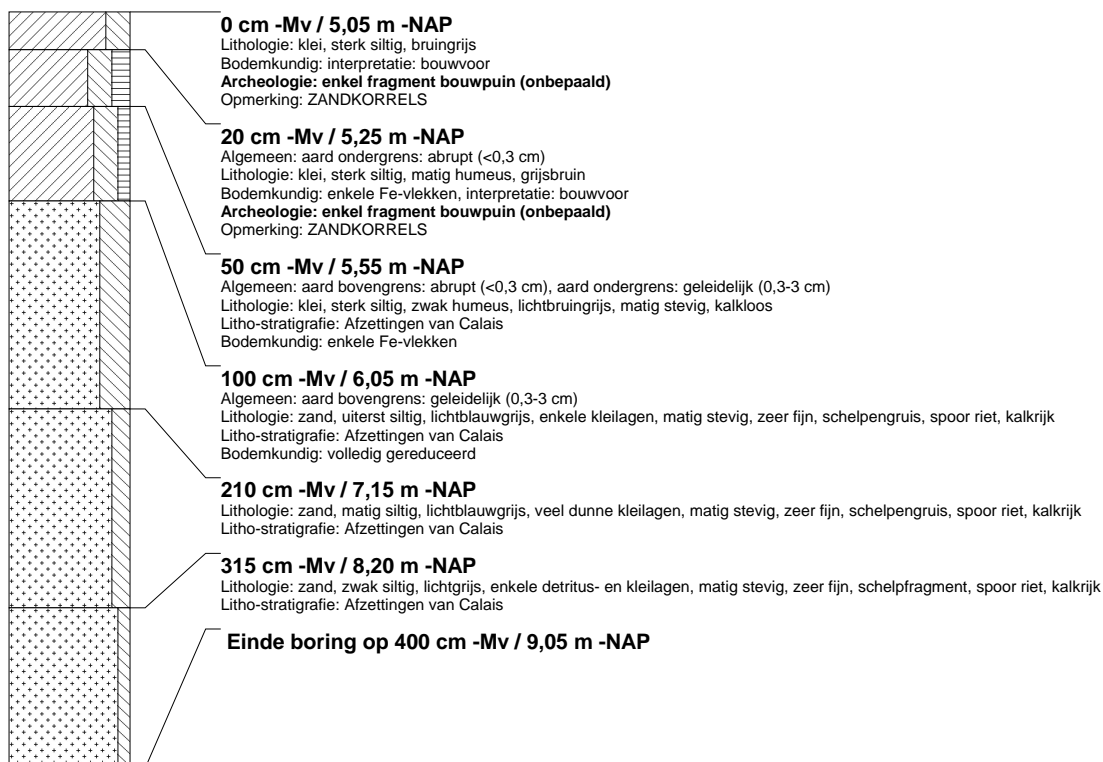 0 cm -Mv / 5,05 m -NAP
Lithologie: klei, sterk siltig, bruingrijs
Bodemkundig: interpretatie: bouwvoor
Archeologie: enkel fragment bouwpuin (onbepaald)
Opmerking: ZANDKORRELS
20 cm -Mv / 5,25 m -NAP
Algemeen: aard ondergrens: abrupt (<0,3 cm)
Lithologie: klei, sterk siltig, matig humeus, grijsbruin
Bodemkundig: enkele Fe-vlekken, interpretatie: bouwvoor
Archeologie: enkel fragment bouwpuin (onbepaald)
Opmerking: ZANDKORRELS
50 cm -Mv / 5,55 m -NAP
Algemeen: aard bovengrens: abrupt (<0,3 cm), aard ondergrens: geleidelijk (0,3-3 cm)
Lithologie: klei, sterk siltig, zwak humeus, lichtbruingrijs, matig stevig, kalkloos
Litho-stratigrafie: Afzettingen van Calais
Bodemkundig: enkele Fe-vlekken
100 cm -Mv / 6,05 m -NAP
Algemeen: aard bovengrens: geleidelijk (0,3-3 cm)
Lithologie: zand, uiterst siltig, lichtblauwgrijs, enkele kleilagen, matig stevig, zeer fijn, schelpengruis, spoor riet, kalkrijk
Litho-stratigrafie: Afzettingen van Calais
Bodemkundig: volledig gereduceerd
210 cm -Mv / 7,15 m -NAP
Lithologie: zand, matig siltig, lichtblauwgrijs, veel dunne kleilagen, matig stevig, zeer fijn, schelpengruis, spoor riet, kalkrijk
Litho-stratigrafie: Afzettingen van Calais
315 cm -Mv / 8,20 m -NAP
Lithologie: zand, zwak siltig, lichtgrijs, enkele detritus- en kleilagen, matig stevig, zeer fijn, schelpfragment, spoor riet, kalkrijk
Litho-stratigrafie: Afzettingen van Calais
Einde boring op 400 cm -Mv / 9,05 m -NAP